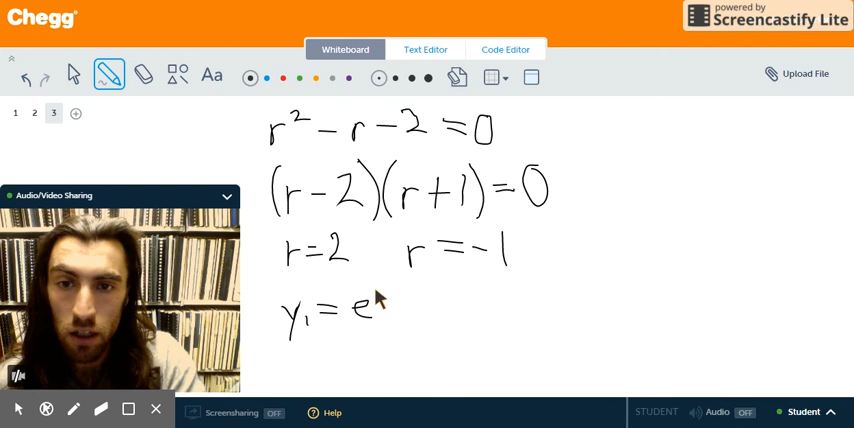 Chegg
powered by
Screencastify Lite
Whiteboard Text Editor Code Editor
Aa
Upload File
1 2 3
Audio/Video Sharing
r² - r - 2 = 0
(r - 2)(r + 1) = 0
r = 2 r = -1
y₁ = e
Screensharing OFF
Help
STUDENT
Audio OFF
Student